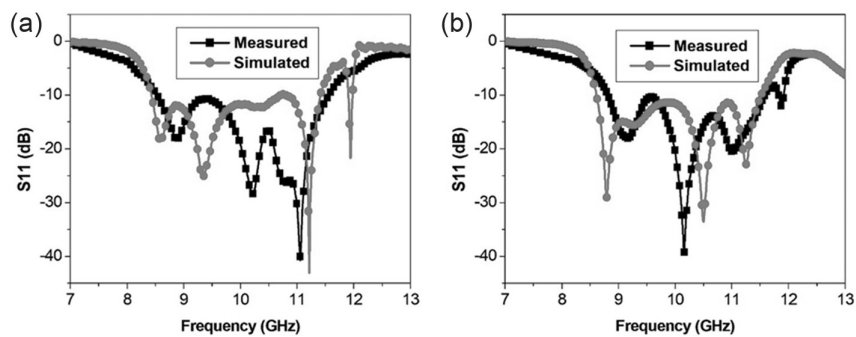 (a)
Measured
Simulated
S11 (dB)
0
-10
-20
-30
-40
7 8 9 10 11 12 13
Frequency (GHz)
(b)
Measured
Simulated
S11 (dB)
0
-10
-20
-30
-40
7 8 9 10 11 12 13
Frequency (GHz)